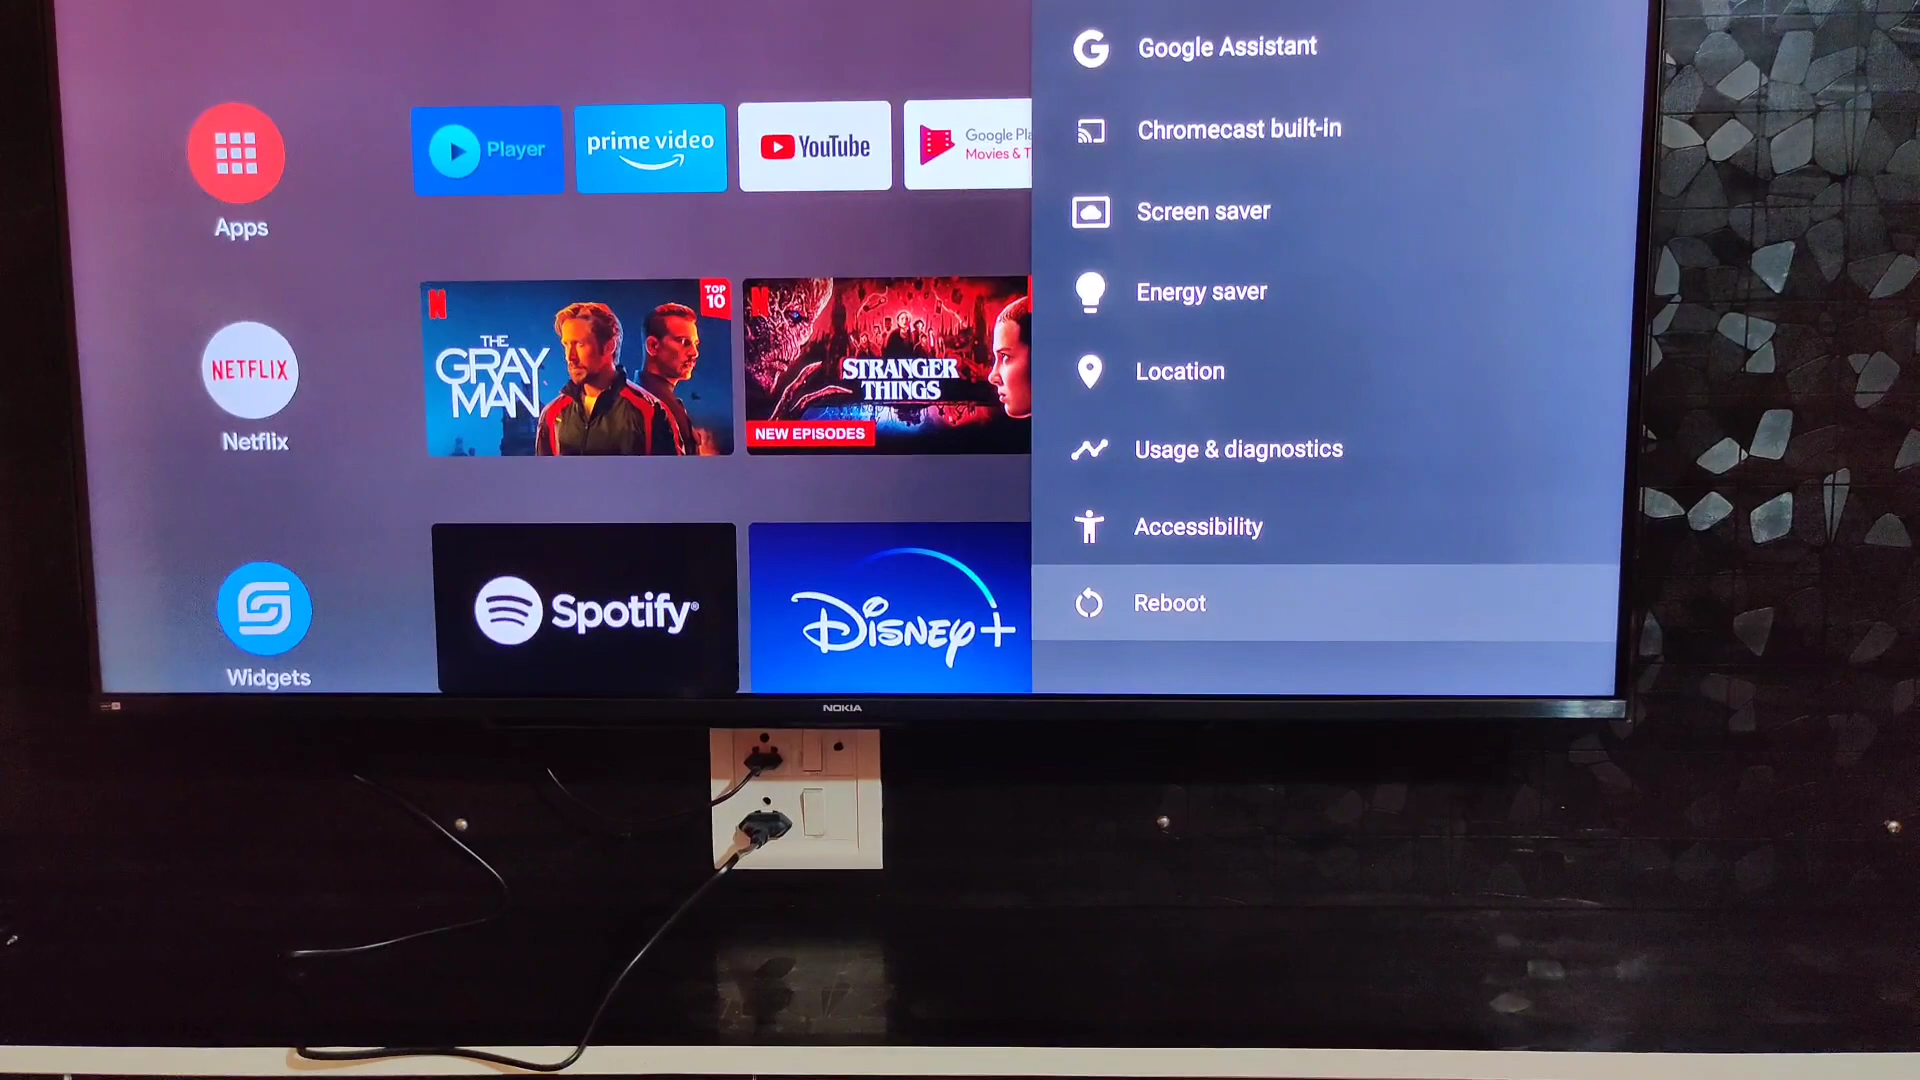 Apps
Player
prime video
YouTube
Google Pla
Movies & T
NETFLIX
Netflix
THE
GRAY
MAN
TOP
10
STRANGER
THINGS
NEW EPISODES
Widgets
Spotify®
Disney+
Google Assistant
Chromecast built-in
Screen saver
Energy saver
Location
Usage & diagnostics
Accessibility
Reboot
NOKIA